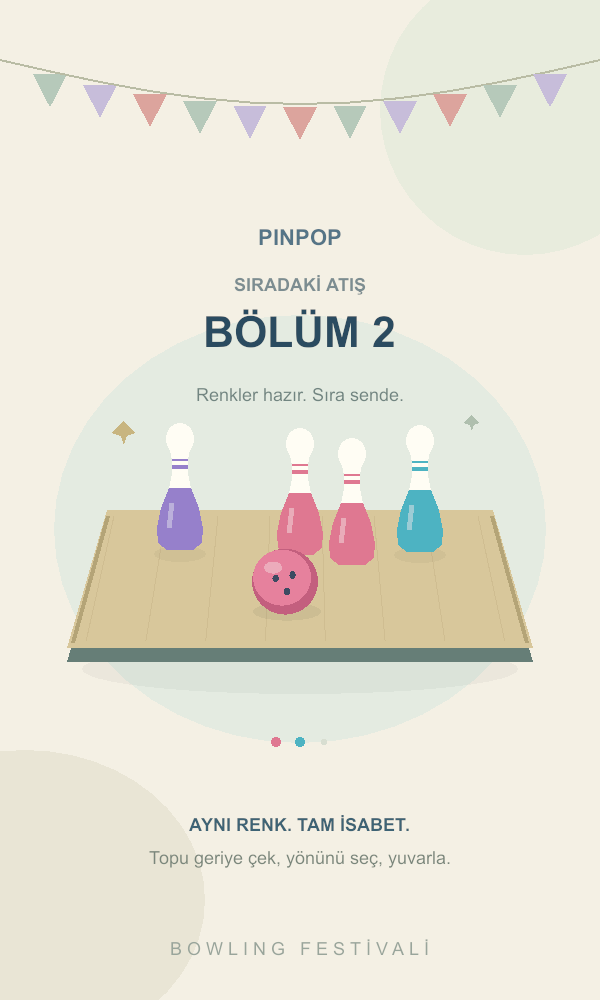 PINPOP
SIRADAKİ ATIŞ
BÖLÜM 2
Renkler hazır. Sıra sende.
AYNI RENK. TAM İSABET.
Topu geriye çek, yönünü seç, yuvarla.
BOWLING FESTİVALİ